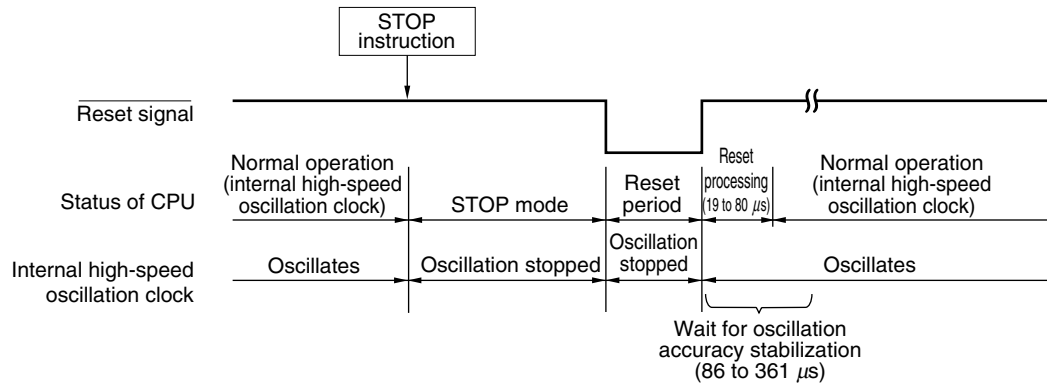 STOP
instruction
Reset signal
Status of CPU
Normal operation
(internal high-speed
oscillation clock)
STOP mode
Reset
period
Reset
processing
(19 to 80 μs)
Normal operation
(internal high-speed
oscillation clock)
Internal high-speed
oscillation clock
Oscillates
Oscillation stopped
Oscillation
stopped
Oscillates
Wait for oscillation
accuracy stabilization
(86 to 361 μs)